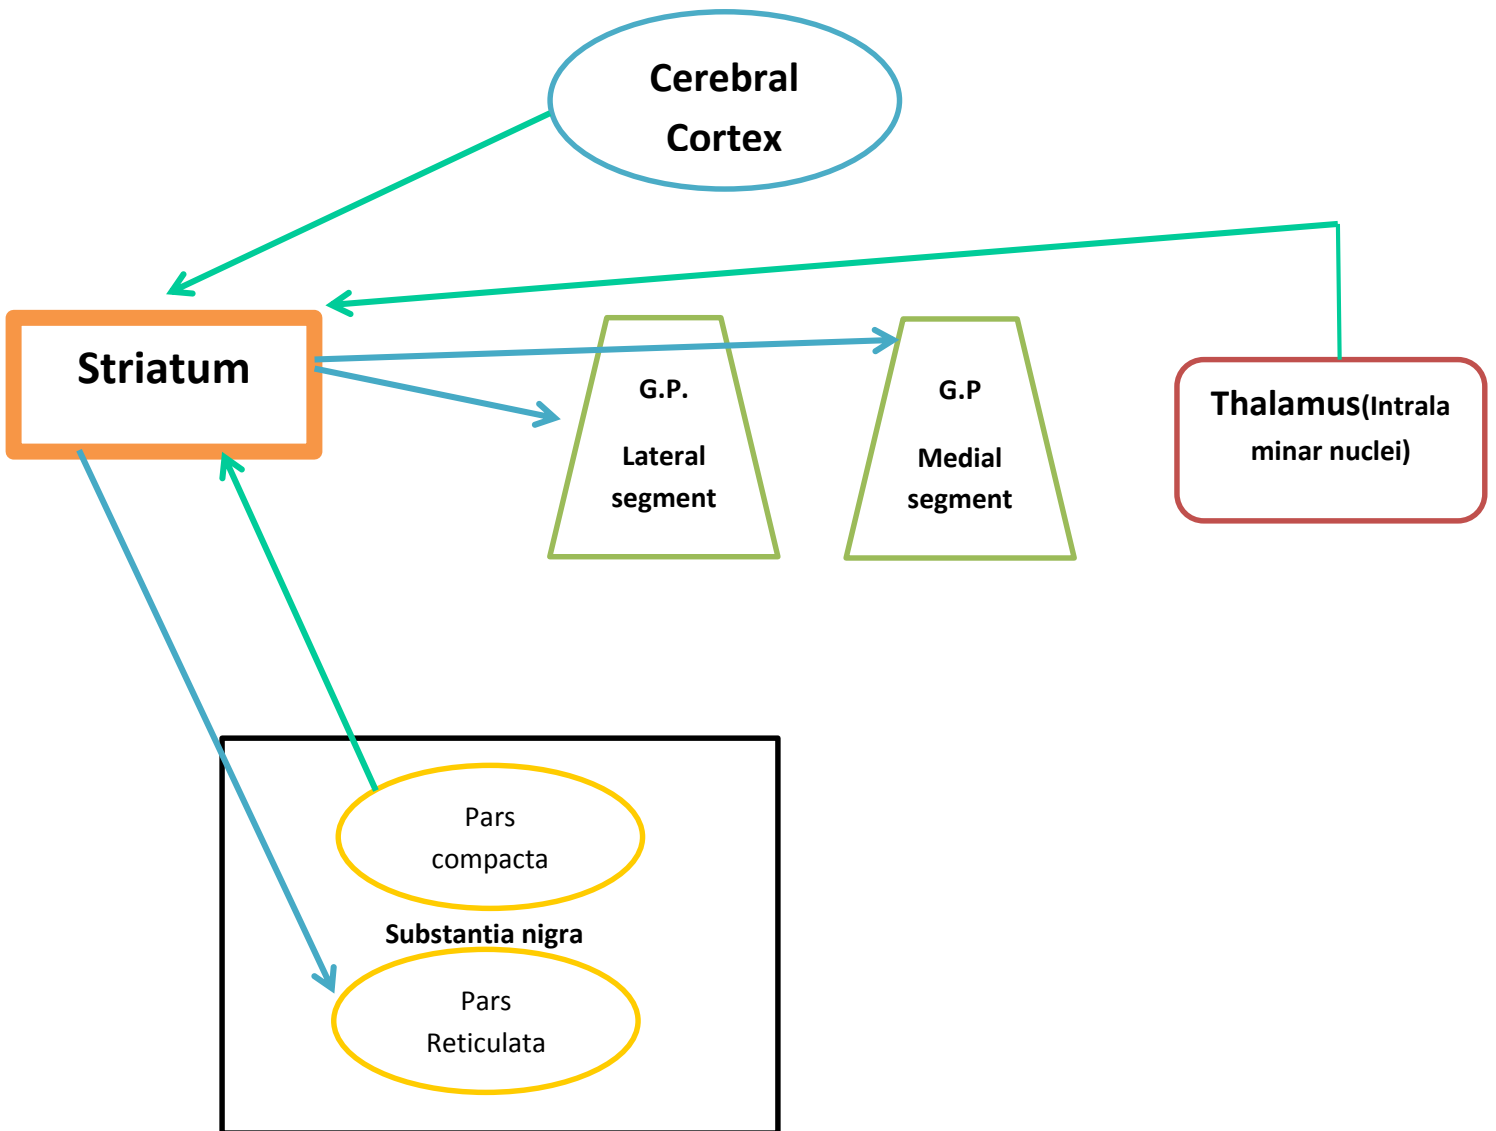 Cerebral
Cortex
Striatum
G.P.
Lateral
segment
G.P
Medial
segment
Thalamus(Intrala
minar nuclei)
Pars
compacta
Substantia nigra
Pars
Reticulata